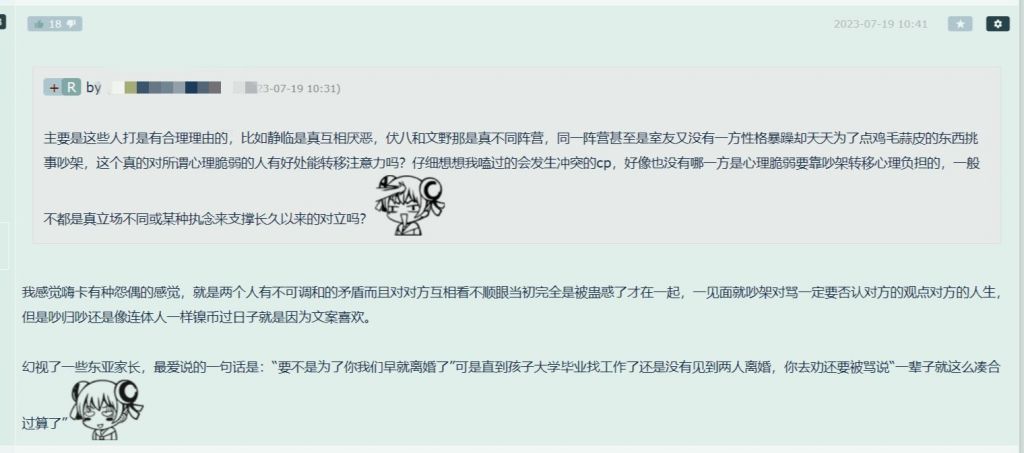 18
2023-07-19 10:41
+ R by 23-07-19 10:31)
主要是这些人打是有合理理由的，比如静临是真互相厌恶，伏八和文野那是真不同阵营，同一阵营甚至是室友又没有一方性格暴躁却天天为了点鸡毛蒜皮的东西挑
事吵架，这个真的对所谓心理脆弱的人有好处能转移注意力吗？仔细想想我嗑过的会发生冲突的cp，好像也没有哪一方是心理脆弱要靠吵架转移心理负担的，一般
不都是真立场不同或某种执念来支撑长久以来的对立吗？
我感觉嗨卡有种怨偶的感觉，就是两个人有不可调和的矛盾而且对对方互相看不顺眼当初完全是被蛊惑了才在一起，一见面就吵架对骂一定要否认对方的观点对方的人生，
但是吵归吵还是像连体人一样镍币过日子就是因为文案喜欢。
幻视了一些东亚家长，最爱说的一句话是：“要不是为了你我们早就离婚了”可是直到孩子大学毕业找工作了还是没有见到两人离婚，你去劝还要被骂说“一辈子就这么凑合
过算了”